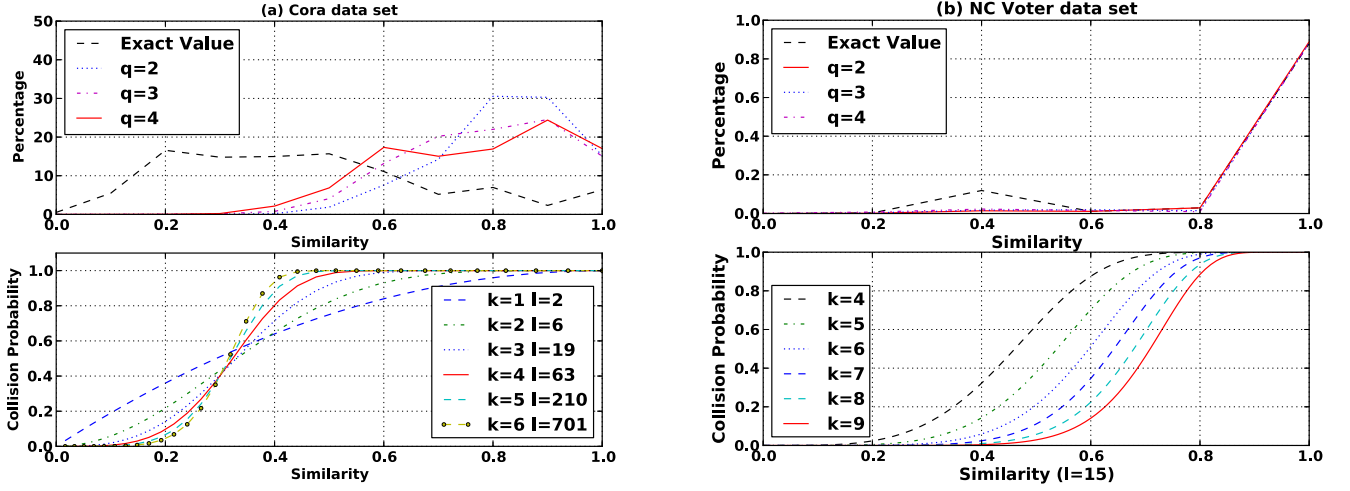 (a) Cora data set
50
40
30
20
10
0
Percentage
Exact Value
q=2
q=3
q=4
0.0 0.2 0.4 0.6 0.8 1.0
Similarity
1.0
0.8
0.6
0.4
0.2
0.0
Collision Probability
k=1 l=2
k=2 l=6
k=3 l=19
k=4 l=63
k=5 l=210
k=6 l=701
0.0 0.2 0.4 0.6 0.8 1.0
Similarity
(b) NC Voter data set
1.0
0.8
0.6
0.4
0.2
0.0
Percentage
Exact Value
q=2
q=3
q=4
0.0 0.2 0.4 0.6 0.8 1.0
Similarity
1.0
0.8
0.6
0.4
0.2
0.0
Collision Probability
k=4
k=5
k=6
k=7
k=8
k=9
0.0 0.2 0.4 0.6 0.8 1.0
Similarity (l=15)